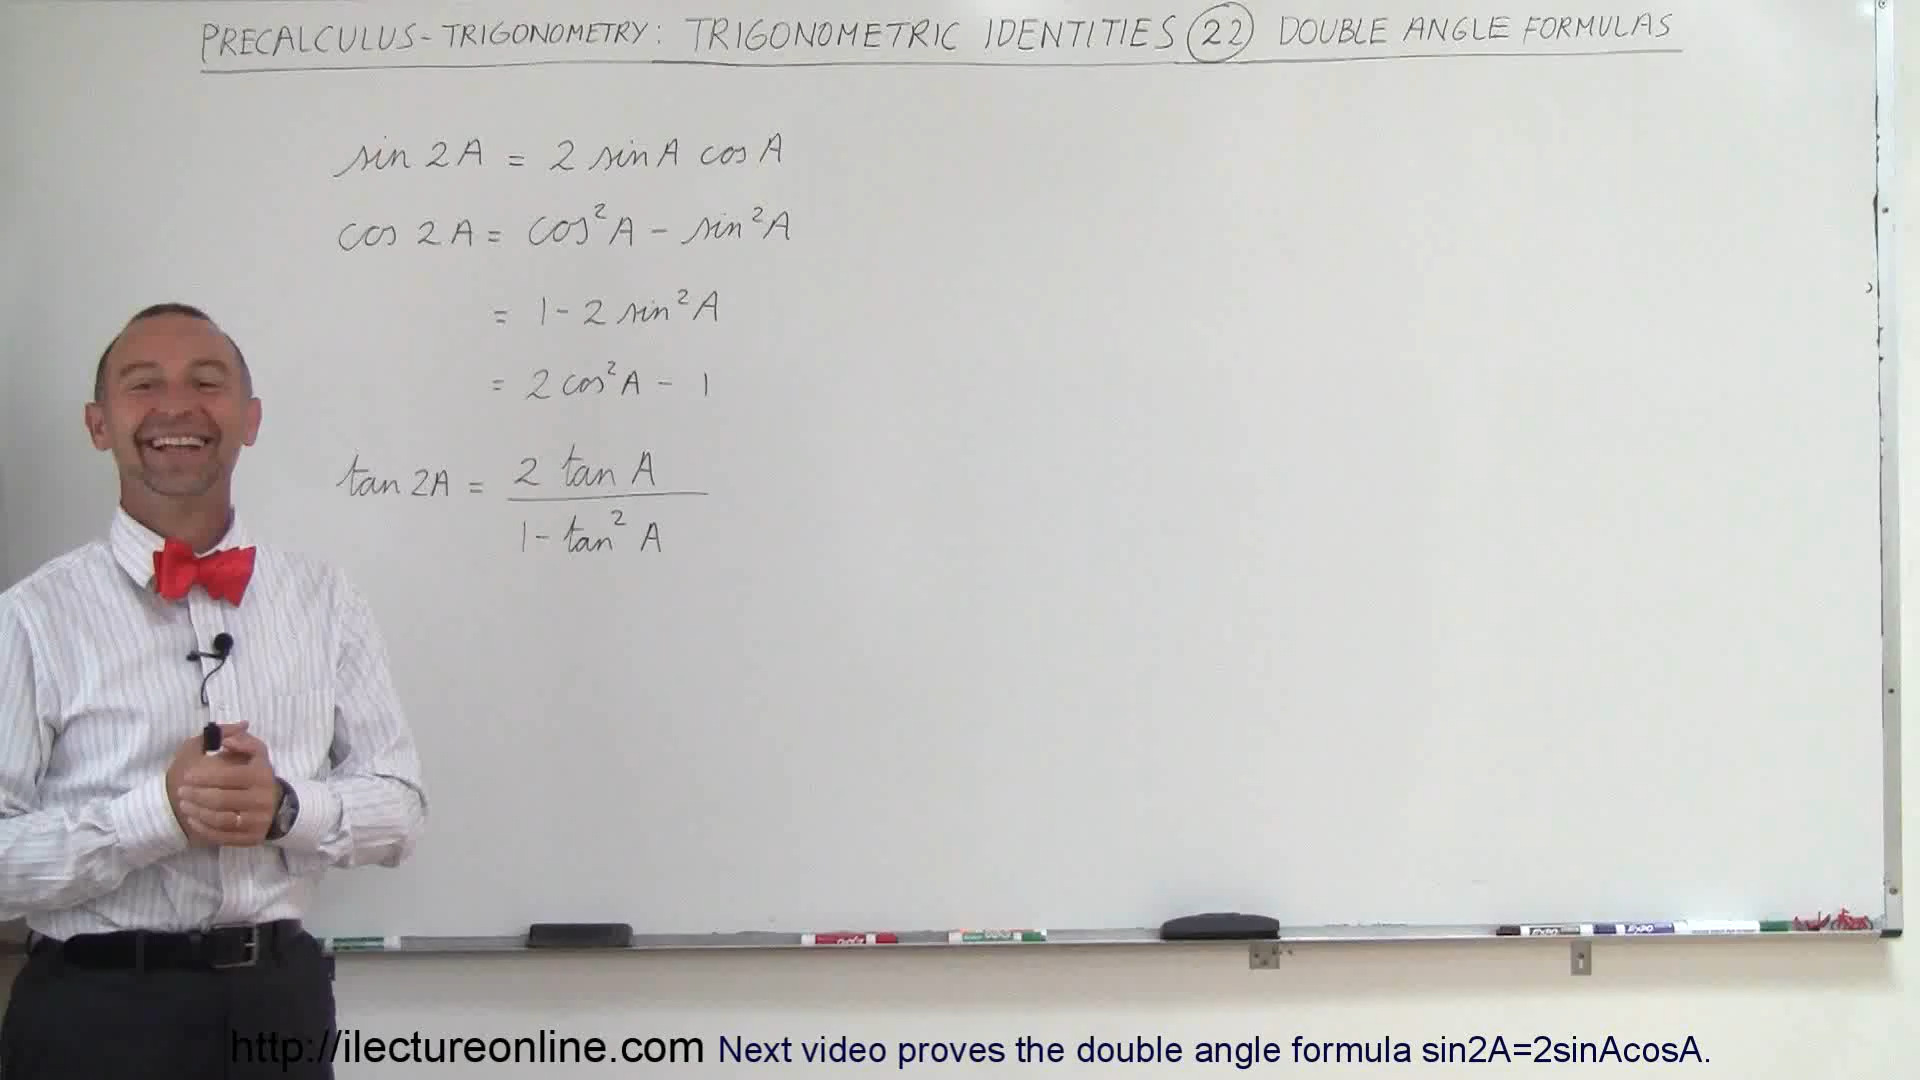 PRECALCULUS - TRIGONOMETRY: TRIGONOMETRIC IDENTITIES 22 DOUBLE ANGLE FORMULAS
sin 2A = 2 sin A cos A
cos 2A = cos²A - sin²A
= 1 - 2 sin²A
= 2 cos²A - 1
tan 2A = 2 tan A
1 - tan² A
EXPO EXPO
http://ilectureonline.com Next video proves the double angle formula sin2A=2sinAcosA.